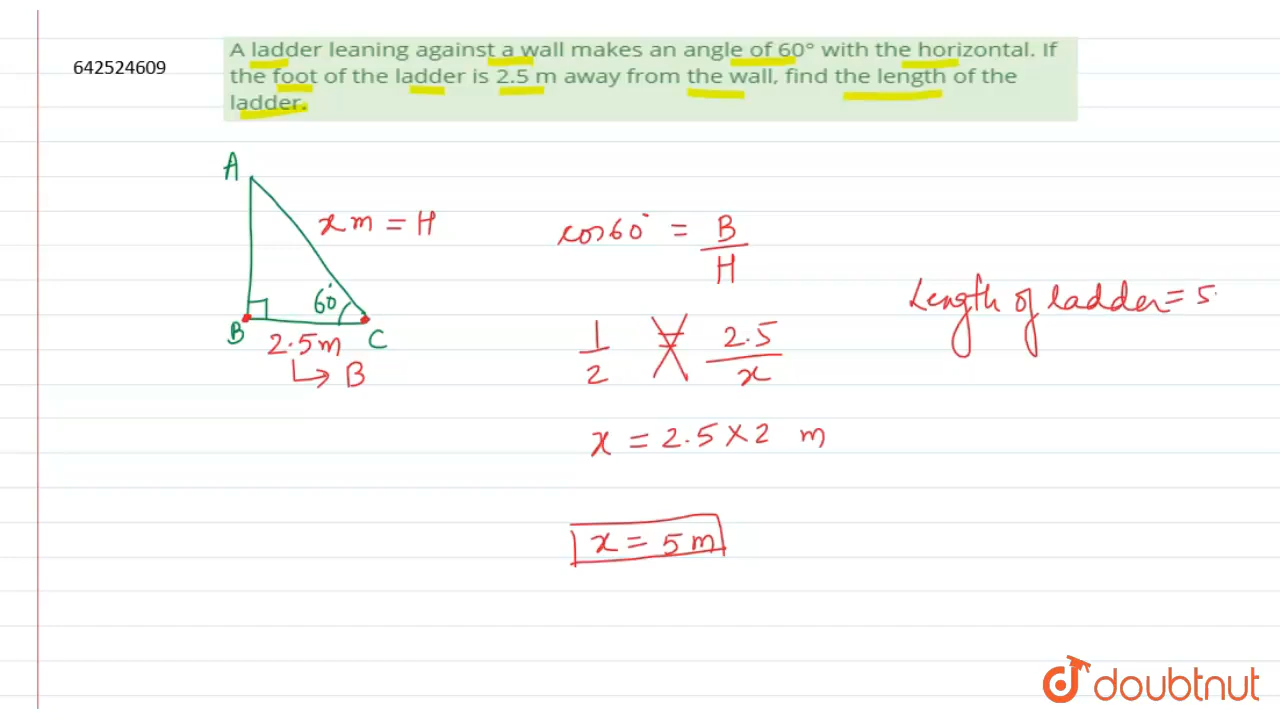 642524609
A ladder leaning against a wall makes an angle of 60° with the horizontal. If
the foot of the ladder is 2.5 m away from the wall, find the length of the
ladder.
A
x m = H
60°
B
C
2.5m
↳ B
cos60° = B/H
1/2 = 2.5/x
x = 2.5 × 2 m
x = 5 m
Length of ladder = 5.
doubtnut